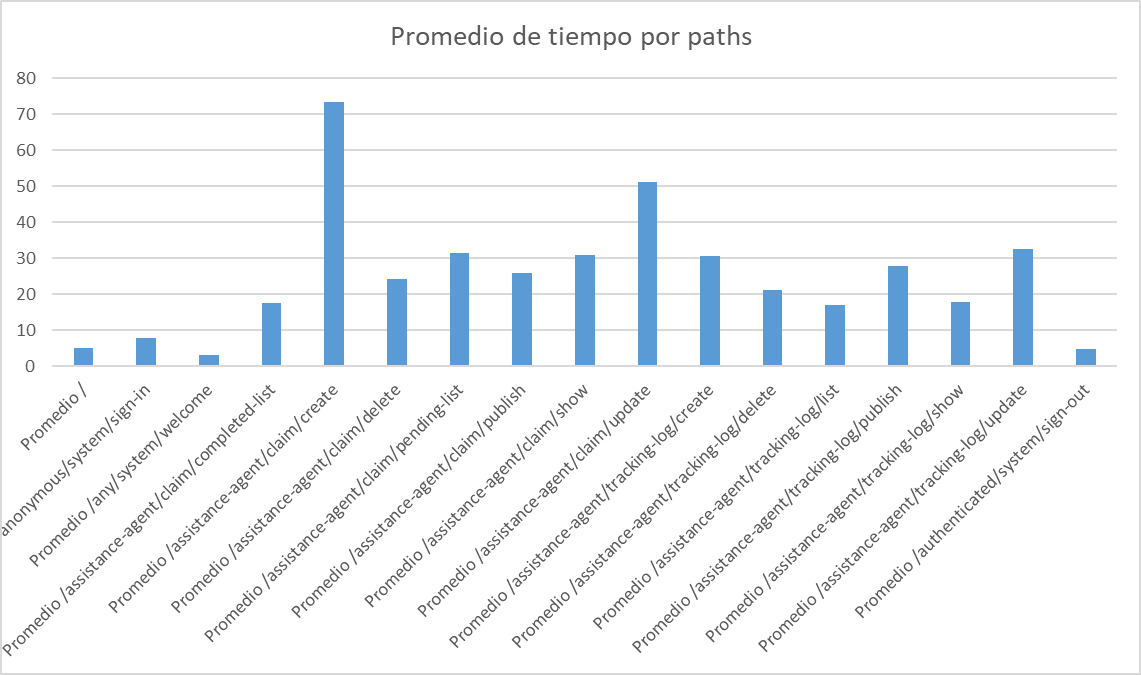 Promedio de tiempo por paths
80
70
60
50
40
30
20
10
0
Promedio /
anonymous/system/sign-in
Promedio /any/system/welcome
Promedio /assistance-agent/claim/completed-list
Promedio /assistance-agent/claim/create
Promedio /assistance-agent/claim/delete
Promedio /assistance-agent/claim/pending-list
Promedio /assistance-agent/claim/publish
Promedio /assistance-agent/claim/show
Promedio /assistance-agent/claim/update
Promedio /assistance-agent/tracking-log/create
Promedio /assistance-agent/tracking-log/delete
Promedio /assistance-agent/tracking-log/list
Promedio /assistance-agent/tracking-log/publish
Promedio /assistance-agent/tracking-log/show
Promedio /assistance-agent/tracking-log/update
Promedio /authenticated/system/sign-out